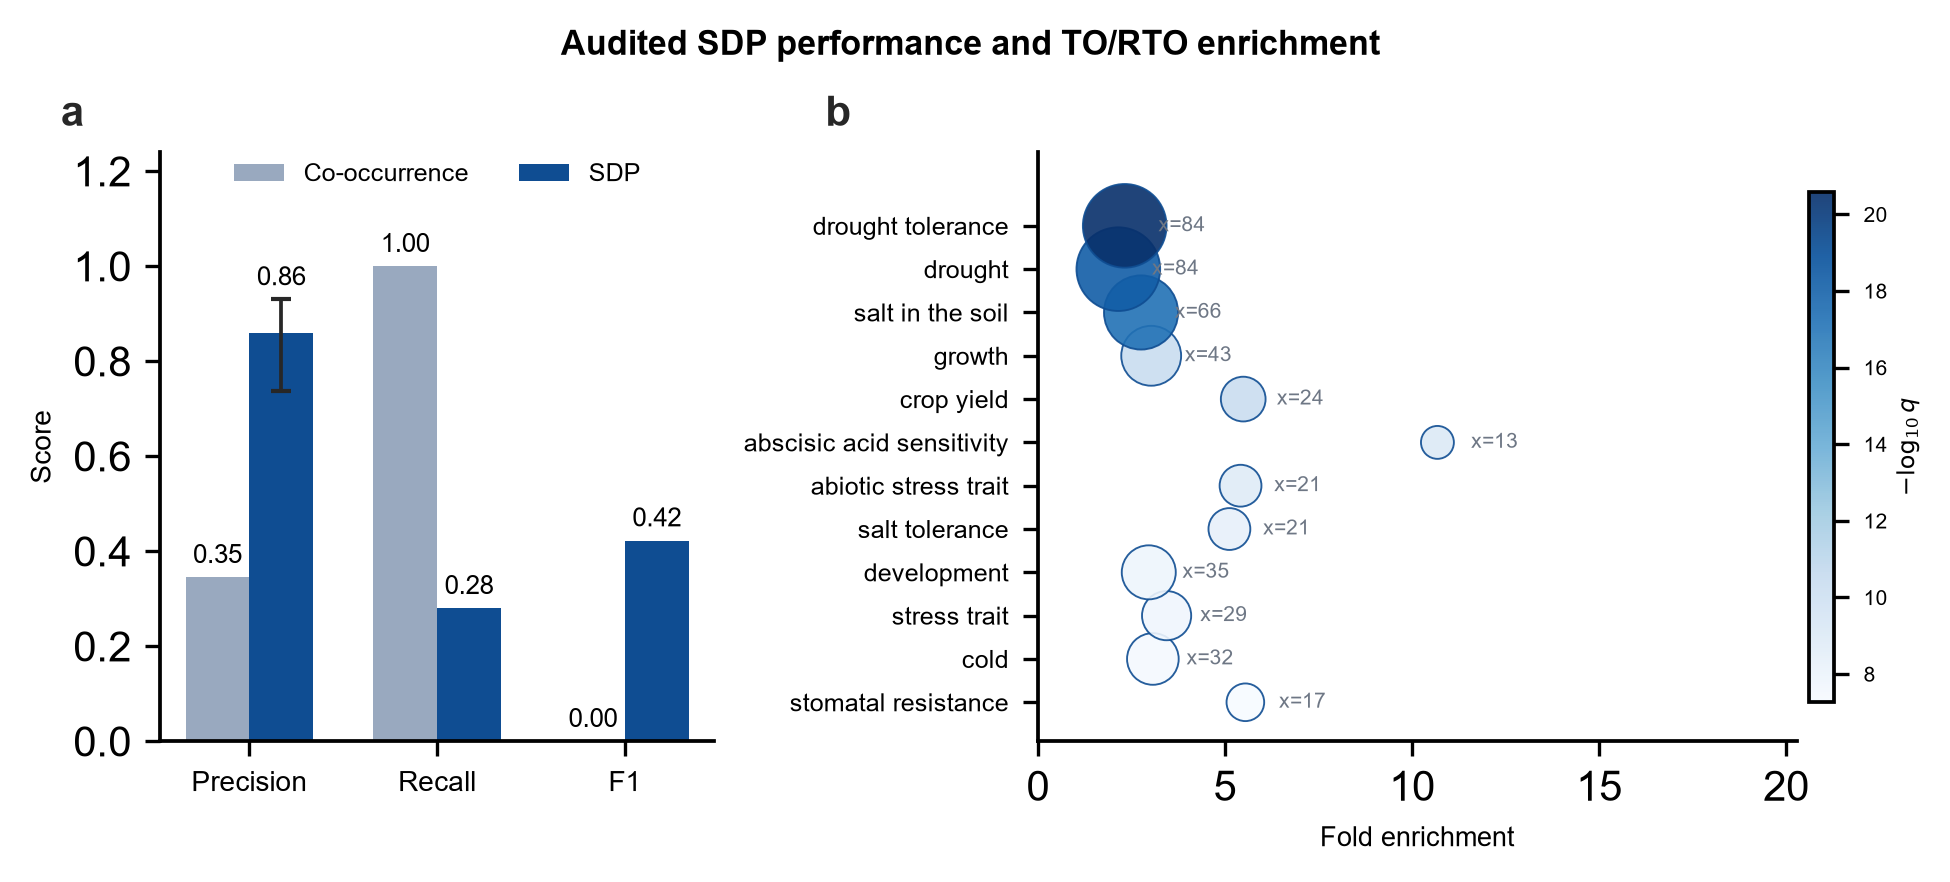 Audited SDP performance and TO/RTO enrichment
a
Co-occurrence
SDP
1.2
1.0
0.8
0.6
0.4
0.2
0.0
Score
0.35
0.86
1.00
0.28
0.00
0.42
Precision
Recall
F1
b
drought tolerance
drought
salt in the soil
growth
crop yield
abscisic acid sensitivity
abiotic stress trait
salt tolerance
development
stress trait
cold
stomatal resistance
x=84
x=84
x=66
x=43
x=24
x=13
x=21
x=21
x=35
x=29
x=32
x=17
0
5
10
15
20
Fold enrichment
20
18
16
14
12
10
8
−log₁₀ q